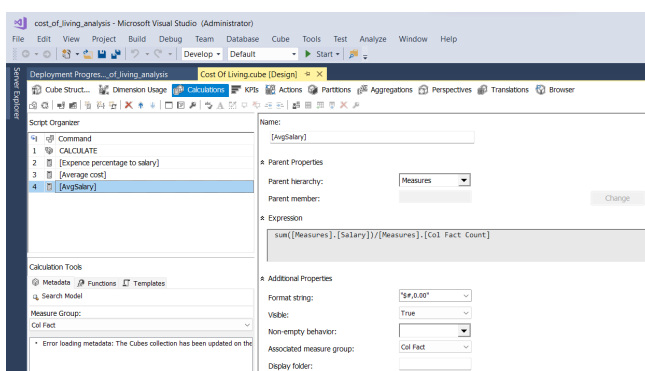 cost_of_living_analysis - Microsoft Visual Studio (Administrator)
File Edit View Project Build Debug Team Database Cube Tools Test Analyze Window Help
Develop Default Start
Server Explorer
Deployment Progres..._of_living_analysis Cost Of Living.cube [Design]
Cube Struct... Dimension Usage Calculations KPIs Actions Partitions Aggregations Perspectives Translations Browser
Script Organizer
Command
1 CALCULATE
2 [Expence percentage to salary]
3 [Average cost]
4 [AvgSalary]
Calculation Tools
Metadata Functions Templates
Search Model
Measure Group:
Col Fact
Error loading metadata: The Cubes collection has been updated on the
Name:
[AvgSalary]
Parent Properties
Parent hierarchy: Measures
Parent member: Change
Expression
sum([Measures].[Salary])/[Measures].[Col Fact Count]
Additional Properties
Format string: "$#,0.00"
Visible: True
Non-empty behavior:
Associated measure group: Col Fact
Display folder: